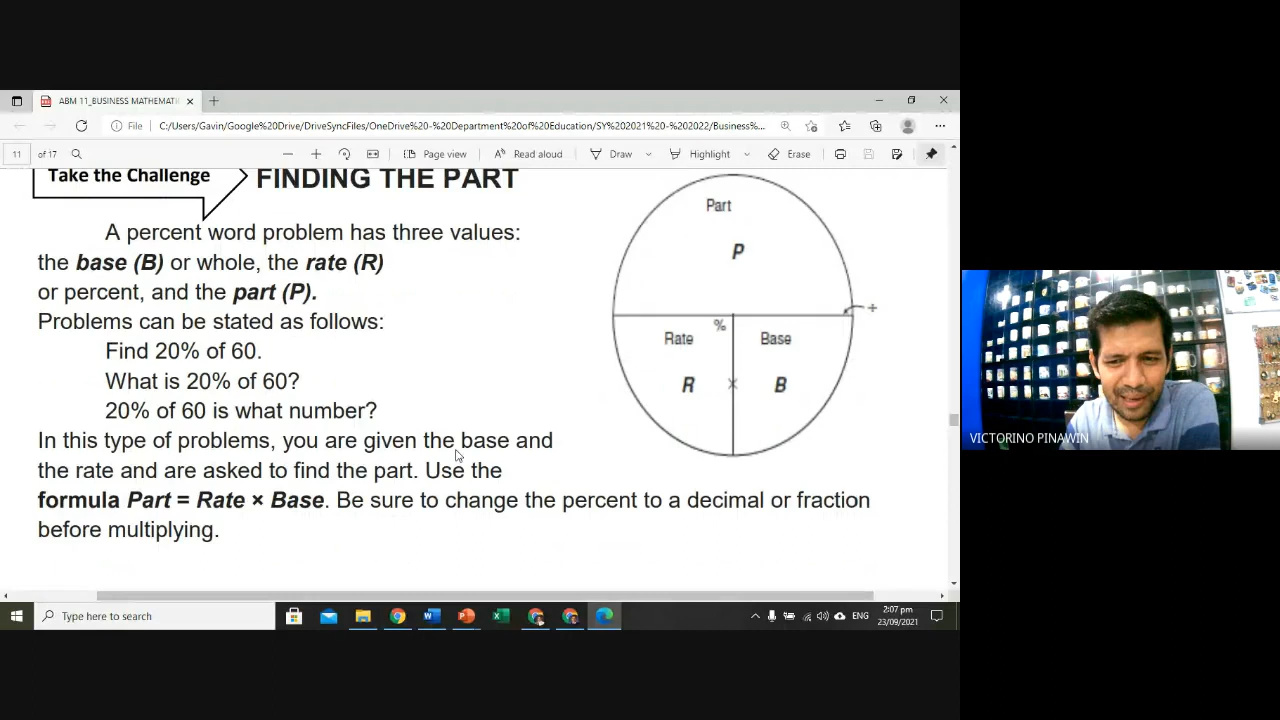 ABM 11_BUSINESS MATHEMATI
File
C:/Users/Gavin/Google%20Drive/DriveSyncFiles/OneDrive%20-%20Department%20of%20Education/SY%202021%20-%202022/Business%...
11 of 17
Page view
Read aloud
Draw
Highlight
Erase
Take the Challenge
FINDING THE PART
A percent word problem has three values:
the base (B) or whole, the rate (R)
or percent, and the part (P).
Problems can be stated as follows:
Find 20% of 60.
What is 20% of 60?
20% of 60 is what number?
In this type of problems, you are given the base and
the rate and are asked to find the part. Use the
formula Part = Rate × Base. Be sure to change the percent to a decimal or fraction
before multiplying.
Part
P
÷
%
Rate
Base
R
×
B
VICTORINO PINAWIN
Type here to search
ENG
2:07 pm
23/09/2021